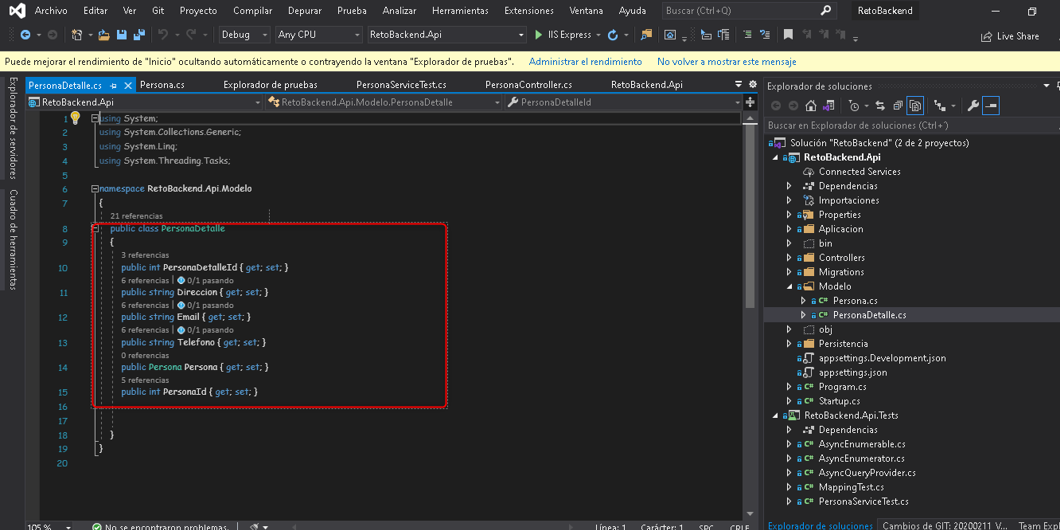 Archivo Editar Ver Git Proyecto Compilar Depurar Prueba Analizar Herramientas Extensiones Ventana Ayuda Buscar (Ctrl+Q) RetoBackend
Debug Any CPU RetoBackend.Api IIS Express Live Share
Puede mejorar el rendimiento de "Inicio" ocultando automáticamente o contrayendo la ventana "Explorador de pruebas". Administrar el rendimiento No volver a mostrar este mensaje
Explorador de servidores
Cuadro de herramientas
PersonaDetalle.cs Persona.cs Explorador de pruebas PersonaServiceTest.cs PersonaController.cs RetoBackend.Api
RetoBackend.Api RetoBackend.Api.Modelo.PersonaDetalle PersonaDetalleId
1 using System;
2 using System.Collections.Generic;
3 using System.Linq;
4 using System.Threading.Tasks;
5
6 namespace RetoBackend.Api.Modelo
7 {
21 referencias
8 public class PersonaDetalle
9 {
3 referencias
10 public int PersonaDetalleId { get; set; }
6 referencias | 0/1 pasando
11 public string Direccion { get; set; }
6 referencias | 0/1 pasando
12 public string Email { get; set; }
6 referencias | 0/1 pasando
13 public string Telefono { get; set; }
0 referencias
14 public Persona Persona { get; set; }
5 referencias
15 public int PersonaId { get; set; }
16
17
18 }
19 }
20
105 % No se encontraron problemas. Línea: 1 Carácter: 1 SPC CRLF
Explorador de soluciones
Buscar en Explorador de soluciones (Ctrl+´)
Solución "RetoBackend" (2 de 2 proyectos)
RetoBackend.Api
Connected Services
Dependencias
Importaciones
Properties
Aplicacion
bin
Controllers
Migrations
Modelo
Persona.cs
PersonaDetalle.cs
obj
Persistencia
appsettings.Development.json
appsettings.json
Program.cs
Startup.cs
RetoBackend.Api.Tests
Dependencias
AsyncEnumerable.cs
AsyncEnumerator.cs
AsyncQueryProvider.cs
MappingTest.cs
PersonaServiceTest.cs
Explorador de soluciones Cambios de GIT: 20200211 V... Team Expl